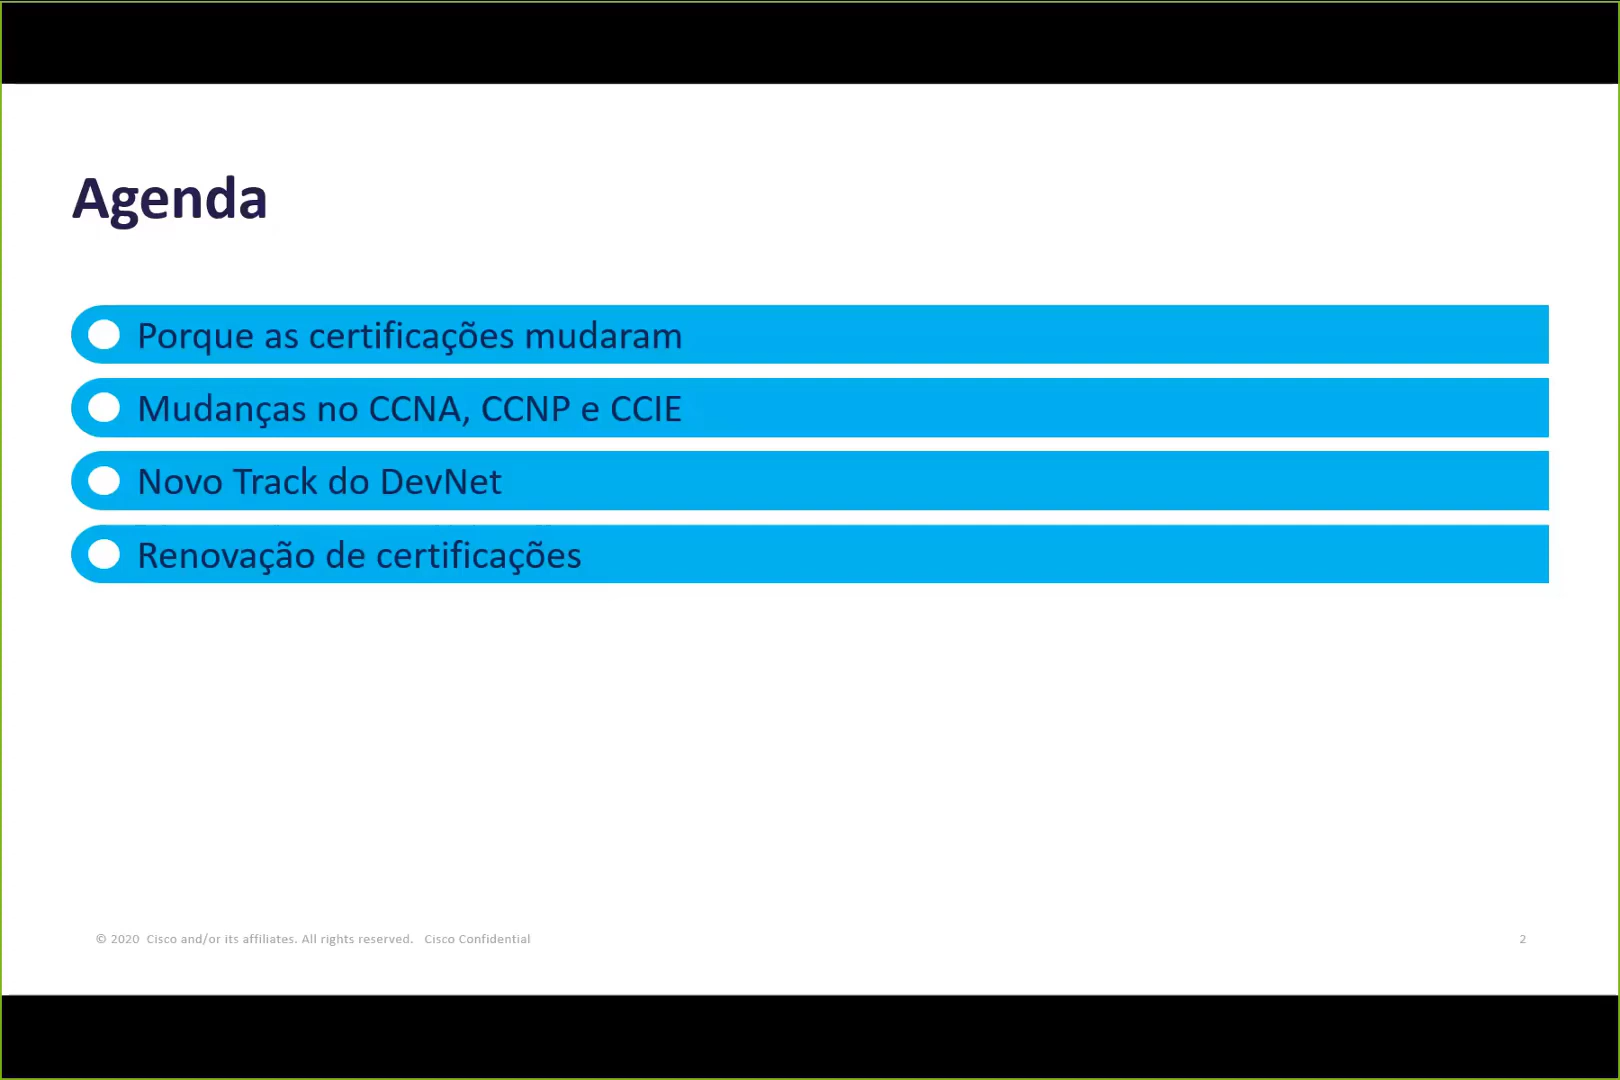 Agenda
Porque as certificações mudaram
Mudanças no CCNA, CCNP e CCIE
Novo Track do DevNet
Renovação de certificações
© 2020 Cisco and/or its affiliates. All rights reserved. Cisco Confidential
2